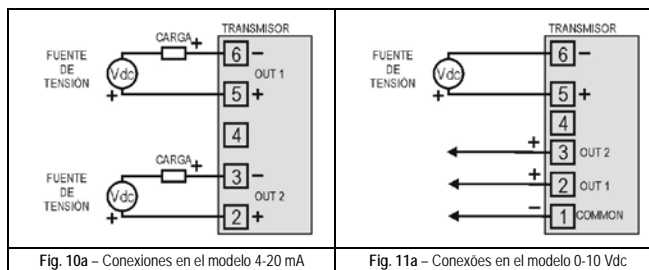 TRANSMISOR
CARGA +
6 −
FUENTE
DE
TENSIÓN
Vdc
OUT 1
+
5 +
4
CARGA +
3 −
FUENTE
DE
TENSIÓN
Vdc
OUT 2
+
2 +
Fig. 10a – Conexiones en el modelo 4-20 mA
TRANSMISOR
6 −
FUENTE
DE
TENSIÓN
Vdc
+
5 +
4
+
3 OUT 2
+
2 OUT 1
−
1 COMMON
Fig. 11a – Conexões en el modelo 0-10 Vdc